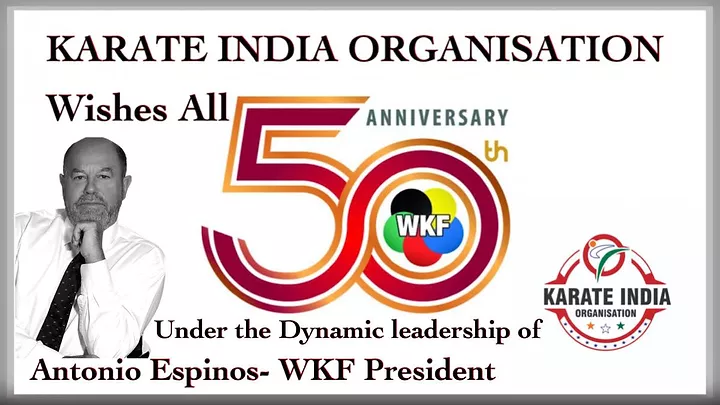 KARATE INDIA ORGANISATION
Wishes All
50th
ANNIVERSARY
WKF
KARATE INDIA
ORGANISATION
Under the Dynamic leadership of
Antonio Espinos- WKF President